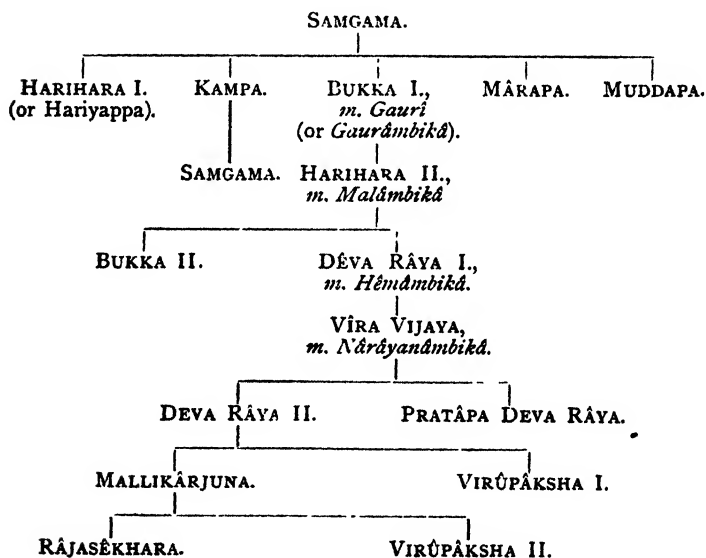 SAMGAMA.
HARIHARA I. KAMPA. BUKKA I., MÂRAPA. MUDDAPA.
(or Hariyappa). m. Gaurî
(or Gaurâmbikâ).
SAMGAMA. HARIHARA II.,
m. Malâmbikâ
BUKKA II. DÊVA RÂYA I.,
m. Hêmâmbikâ.
VÎRA VIJAYA,
m. Nârâyanâmbikâ.
DEVA RÂYA II. PRATÂPA DEVA RÂYA.
MALLIKÂRJUNA. VIRÛPÂKSHA I.
RÂJASÊKHARA. VIRÛPÂKSHA II.